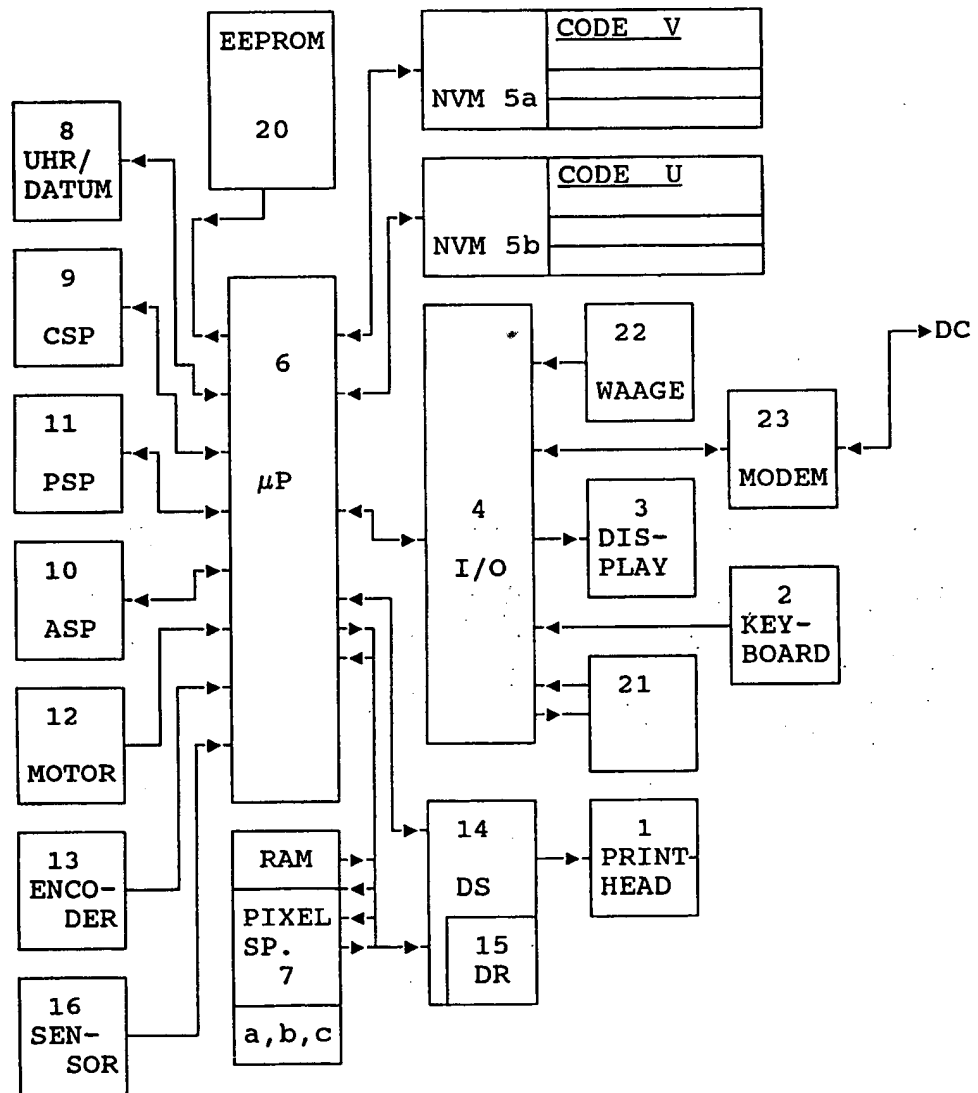 EEPROM
20
CODE V
NVM 5a
CODE U
NVM 5b
8
UHR/
DATUM
9
CSP
11
PSP
10
ASP
12
MOTOR
13
ENCO-
DER
16
SEN-
SOR
6
µP
RAM
PIXEL
SP.
7
a,b,c
4
I/O
22
WAAGE
23
MODEM
DC
3
DIS-
PLAY
2
KEY-
BOARD
21
14
DS
15
DR
1
PRINT-
HEAD